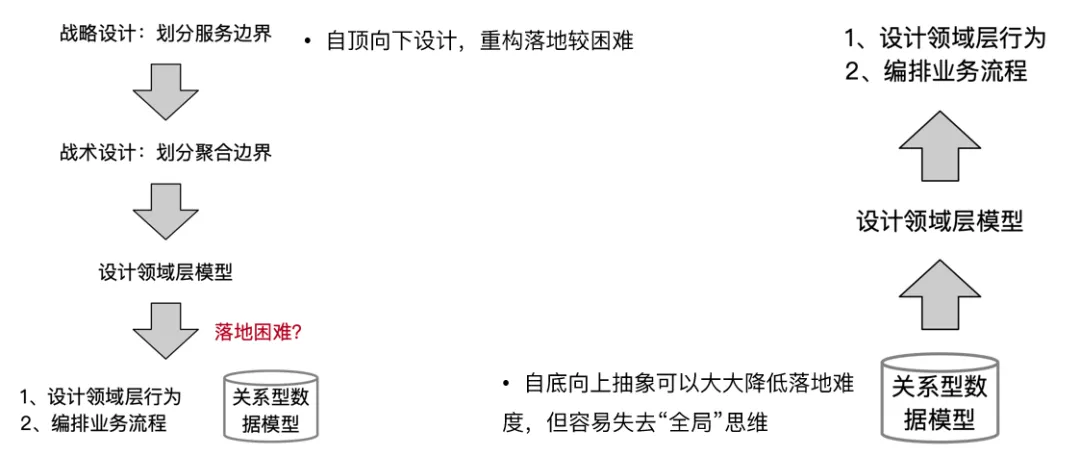 战略设计：划分服务边界
• 自顶向下设计，重构落地较困难
战术设计：划分聚合边界
设计领域层模型
落地困难?
1、设计领域层行为
2、编排业务流程
关系型数
据模型
1、设计领域层行为
2、编排业务流程
设计领域层模型
• 自底向上抽象可以大大降低落地难
度，但容易失去“全局”思维
关系型数
据模型